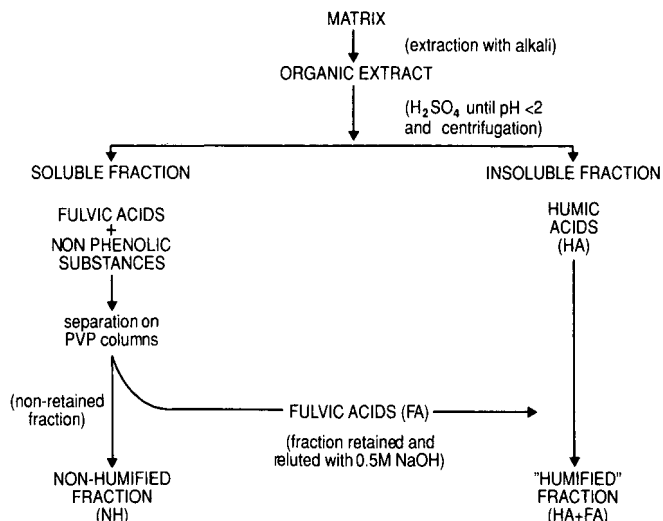 MATRIX
(extraction with alkali)
ORGANIC EXTRACT
(H₂SO₄ until pH <2
and centrifugation)
SOLUBLE FRACTION
INSOLUBLE FRACTION
FULVIC ACIDS
+
NON PHENOLIC
SUBSTANCES
HUMIC
ACIDS
(HA)
separation on
PVP columns
(non-retained
fraction)
FULVIC ACIDS (FA)
(fraction retained and
reluted with 0.5M NaOH)
NON-HUMIFIED
FRACTION
(NH)
"HUMIFIED"
FRACTION
(HA+FA)